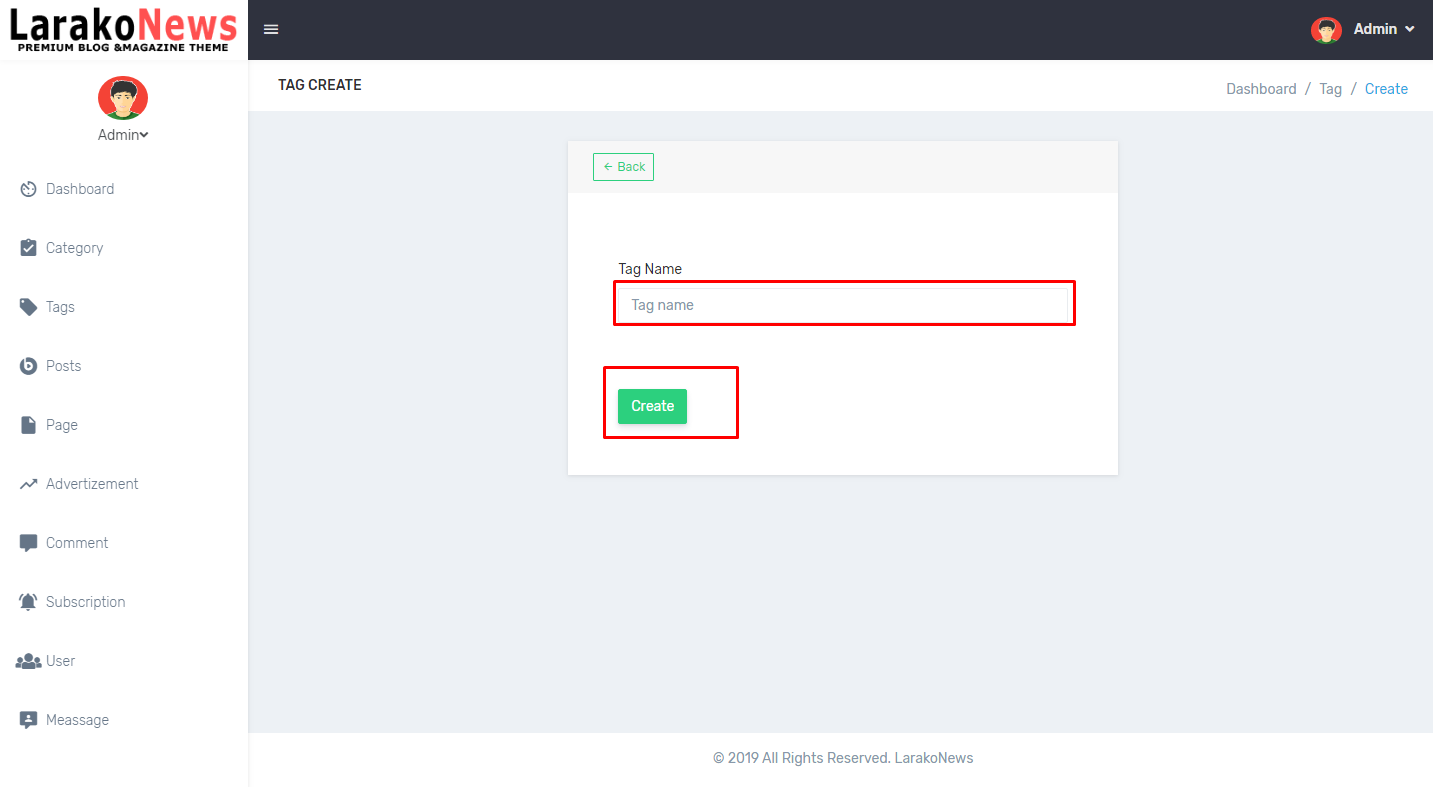 LarakoNews
PREMIUM BLOG &MAGAZINE THEME
Admin
TAG CREATE
Dashboard / Tag / Create
Admin
Dashboard
Category
Tags
Posts
Page
Advertizement
Comment
Subscription
User
Meassage
← Back
Tag Name
Tag name
Create
© 2019 All Rights Reserved. LarakoNews